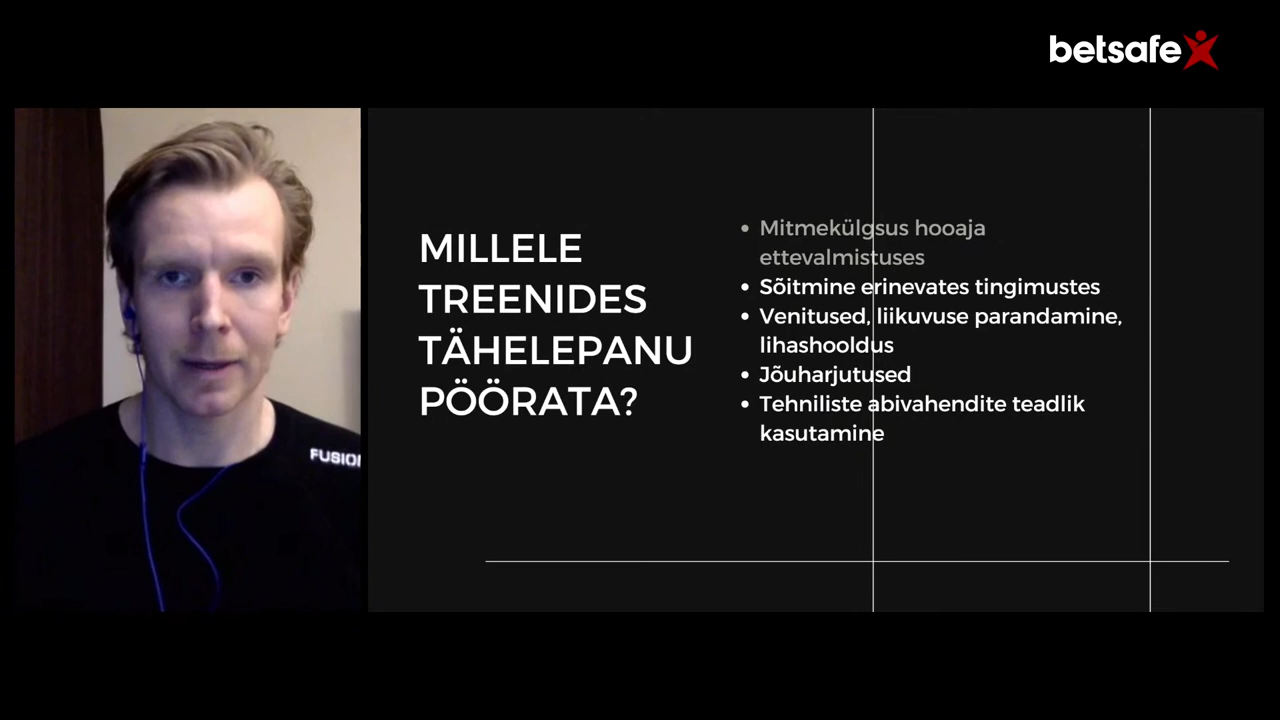 betsafe
FUSION
MILLELE
TREENIDES
TÄHELEPANU
PÖÖRATA?
• Mitmekülgsus hooaja
ettevalmistuses
• Sõitmine erinevates tingimustes
• Venitused, liikuvuse parandamine,
lihashooldus
• Jõuharjutused
• Tehniliste abivahendite teadlik
kasutamine